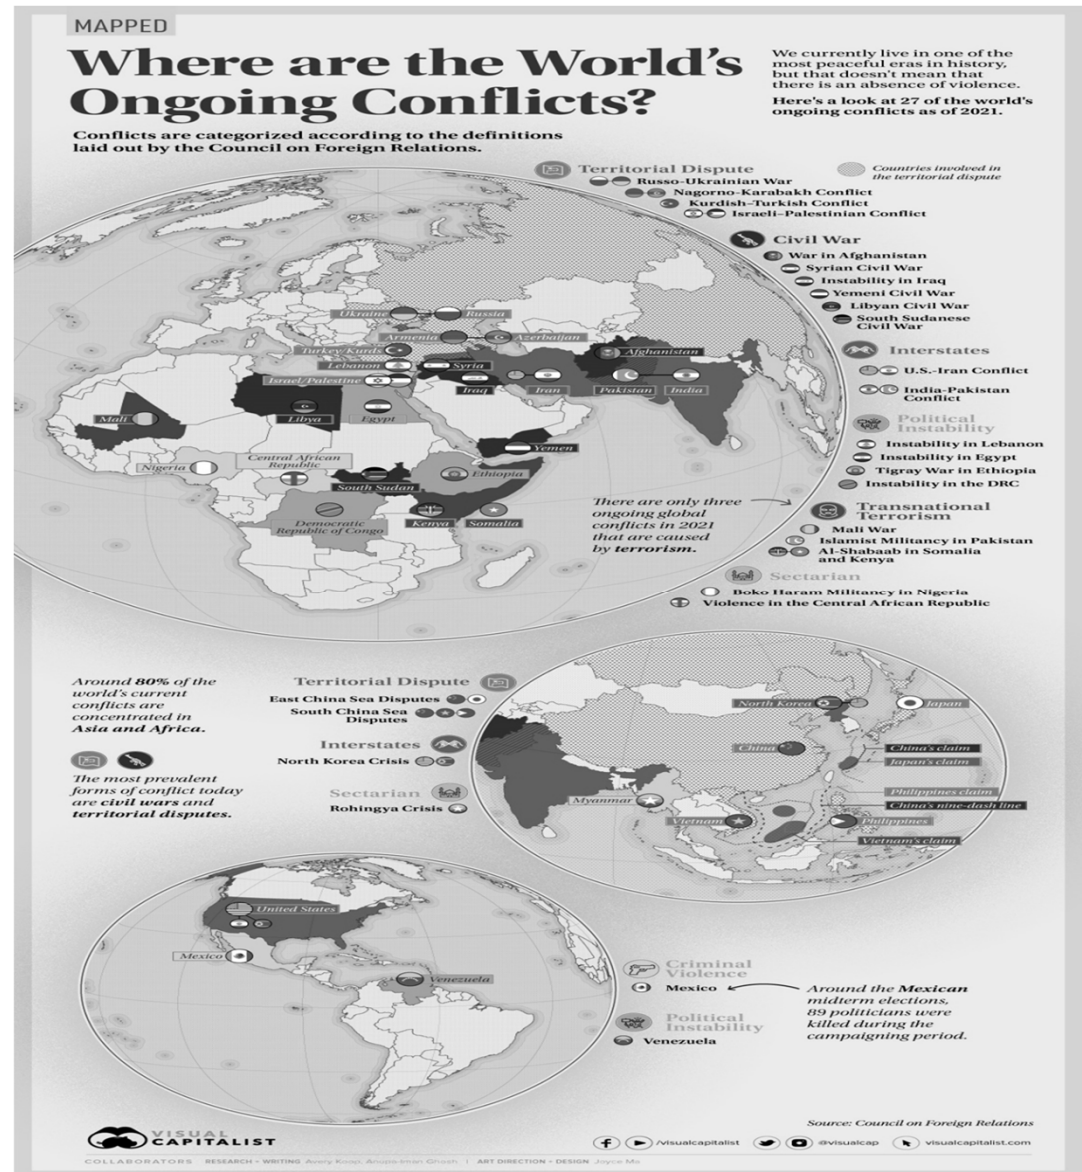 MAPPED
Where are the World's
Ongoing Conflicts?
Conflicts are categorized according to the definitions
laid out by the Council on Foreign Relations.
We currently live in one of the
most peaceful eras in history,
but that doesn't mean that
there is an absence of violence.
Here's a look at 27 of the world's
ongoing conflicts as of 2021.
Territorial Dispute
Russo-Ukrainian War
Nagorno-Karabakh Conflict
Kurdish-Turkish Conflict
Israeli-Palestinian Conflict
Countries involved in
the territorial dispute
Civil War
War in Afghanistan
Syrian Civil War
Instability in Iraq
Yemeni Civil War
Libyan Civil War
South Sudanese
Civil War
Interstates
U.S.-Iran Conflict
India-Pakistan
Conflict
Political
Instability
Instability in Lebanon
Instability in Egypt
Tigray War in Ethiopia
Instability in the DRC
Transnational
Terrorism
Mali War
Islamist Militancy in Pakistan
Al-Shabaab in Somalia
and Kenya
Sectarian
Boko Haram Militancy in Nigeria
Violence in the Central African Republic
There are only three
ongoing global
conflicts in 2021
that are caused
by terrorism.
Ukraine
Russia
Armenia
Azerbaijan
Turkey/Kurds
Afghanistan
Lebanon
Syria
Israel/Palestine
Iraq
Iran
Pakistan
India
Mali
Libya
Egypt
Yemen
Central African
Republic
Nigeria
Ethiopia
South Sudan
Democratic
Republic of Congo
Kenya
Somalia
Around 80% of the
world's current
conflicts are
concentrated in
Asia and Africa.
The most prevalent
forms of conflict today
are civil wars and
territorial disputes.
Territorial Dispute
East China Sea Disputes
South China Sea
Disputes
Interstates
North Korea Crisis
Sectarian
Rohingya Crisis
North Korea
Japan
China
China's claim
Japan's claim
Myanmar
Philippines claim
China's nine-dash line
Vietnam
Philippines
Vietnam's claim
United States
Mexico
Venezuela
Criminal
Violence
Mexico
Around the Mexican
midterm elections,
89 politicians were
killed during the
campaigning period.
Political
Instability
Venezuela
Source: Council on Foreign Relations
VISUAL
CAPITALIST
/visualcapitalist
@visualcap
visualcapitalist.com
COLLABORATORS RESEARCH + WRITING Avery Koop, Anupa-Iman Ghosh | ART DIRECTION + DESIGN Joyce Ma